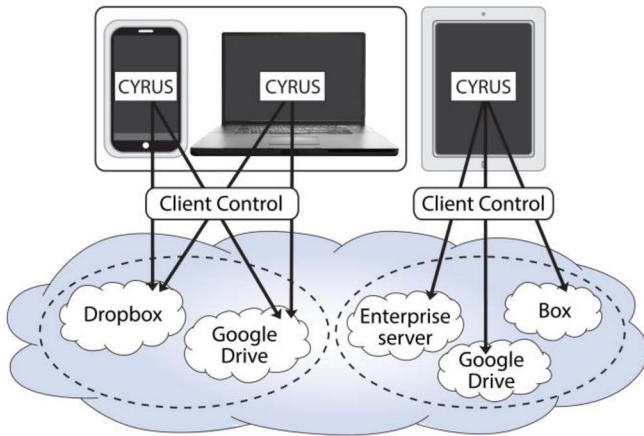 CYRUS
CYRUS
CYRUS
Client Control
Client Control
Dropbox
Google
Drive
Enterprise
server
Box
Google
Drive